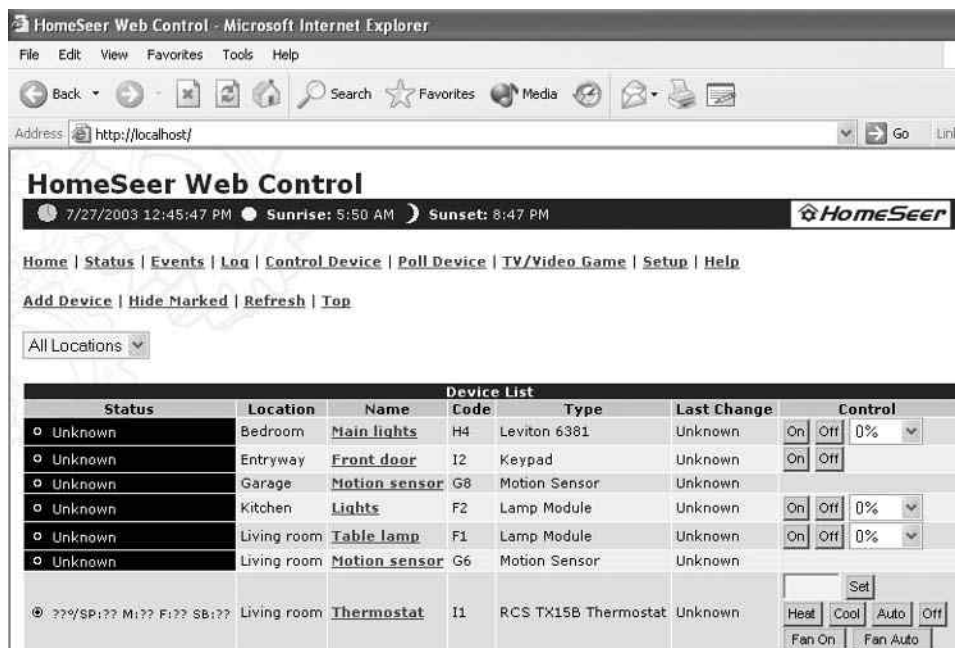 HomeSeer Web Control - Microsoft Internet Explorer
File Edit View Favorites Tools Help
Back Search Favorites Media
Address http://localhost/ Go
HomeSeer Web Control
7/27/2003 12:45:47 PM Sunrise: 5:50 AM Sunset: 8:47 PM HomeSeer
Home | Status | Events | Log | Control Device | Poll Device | TV/Video Game | Setup | Help
Add Device | Hide Marked | Refresh | Top
All Locations
Device List
Status Location Name Code Type Last Change Control
Unknown Bedroom Main lights H4 Leviton 6381 Unknown On Off 0%
Unknown Entryway Front door I2 Keypad Unknown On Off
Unknown Garage Motion sensor G8 Motion Sensor Unknown
Unknown Kitchen Lights F2 Lamp Module Unknown On Off 0%
Unknown Living room Table lamp F1 Lamp Module Unknown On Off 0%
Unknown Living room Motion sensor G6 Motion Sensor Unknown
Set
??°/SP:?? M:?? F:?? SB:?? Living room Thermostat I1 RCS TX15B Thermostat Unknown Heat Cool Auto Off
Fan On Fan Auto